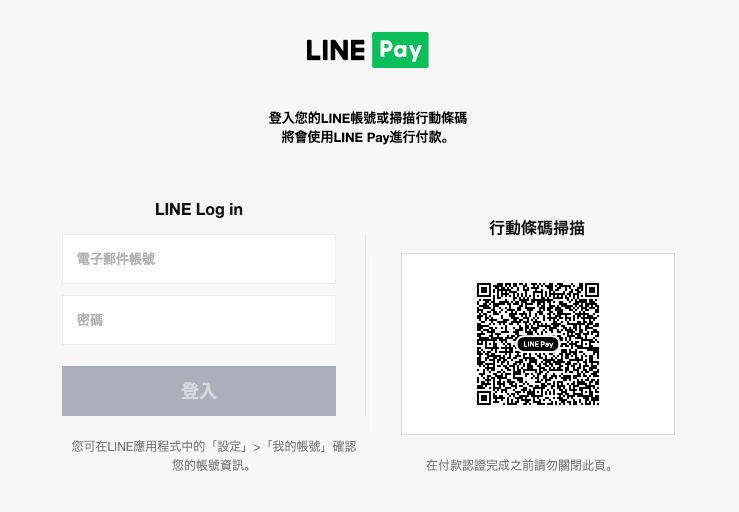 LINE Pay
登入您的LINE帳號或掃描行動條碼
將會使用LINE Pay進行付款。
LINE Log in
電子郵件帳號
密碼
登入
您可在LINE應用程式中的「設定」>「我的帳號」確認
您的帳號資訊。
行動條碼掃描
LINE Pay
在付款認證完成之前請勿關閉此頁。